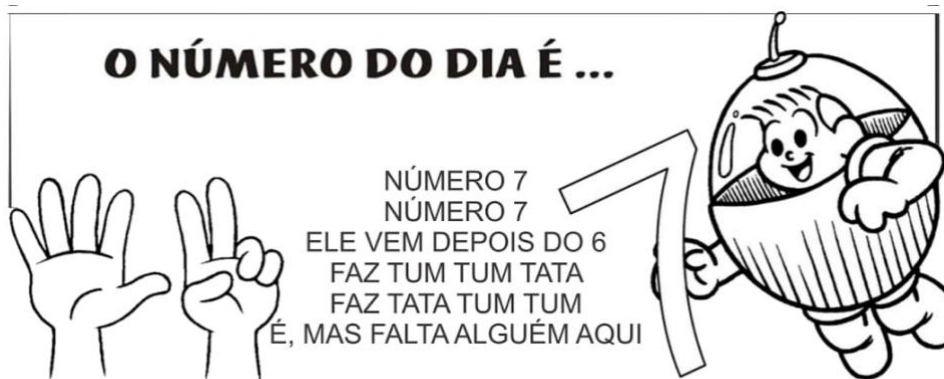 O NÚMERO DO DIA É ...
NÚMERO 7
NÚMERO 7
ELE VEM DEPOIS DO 6
FAZ TUM TUM TATA
FAZ TATA TUM TUM
É, MAS FALTA ALGUÉM AQUI
7